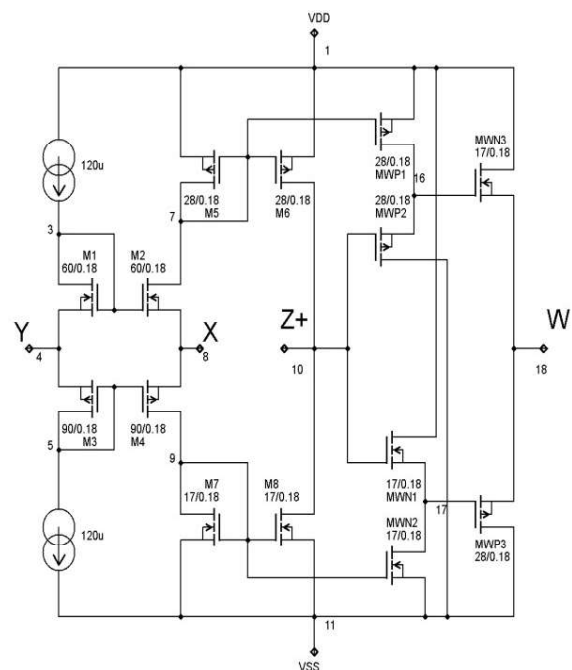 VDD
1
120u
MWN3
17/0.18
28/0.18
M5
28/0.18
M6
28/0.18
MWP1
16
28/0.18
MWP2
7
3
M1
60/0.18
M2
60/0.18
Y
X
Z+
W
4
8
10
18
90/0.18
M3
90/0.18
M4
5
9
M7
17/0.18
M8
17/0.18
17/0.18
MWN1
17
MWN2
17/0.18
MWP3
28/0.18
120u
11
VSS